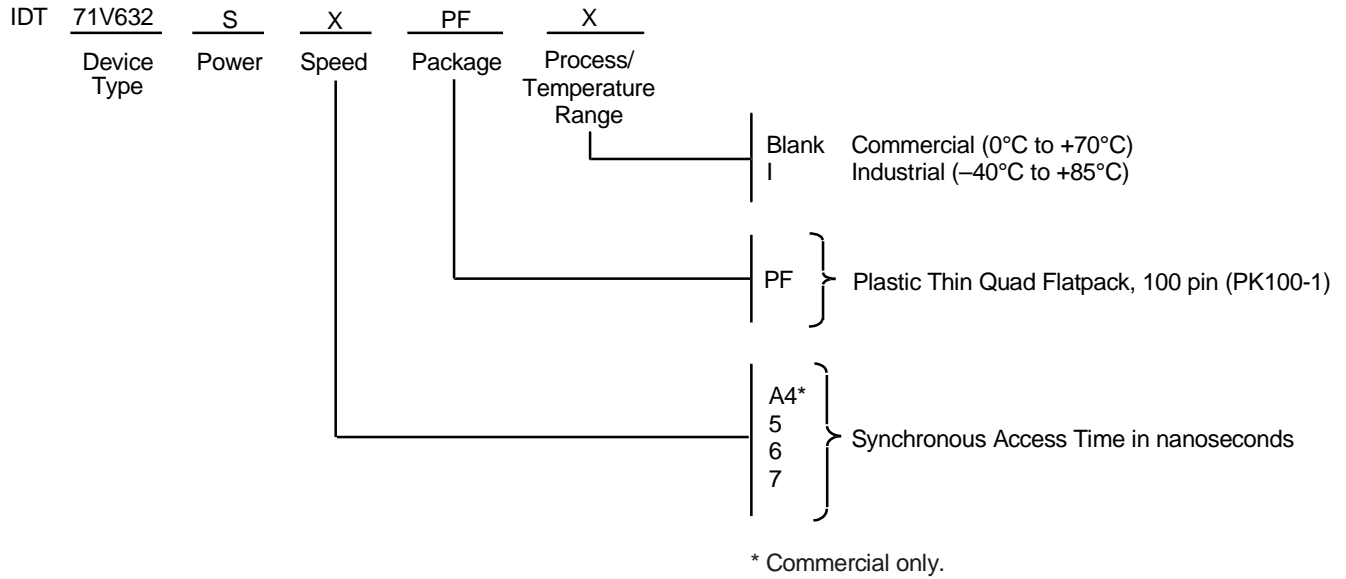 IDT 71V632 S X PF X
Device Type Power Speed Package Process/ Temperature Range
Blank Commercial (0°C to +70°C)
I Industrial (–40°C to +85°C)
PF Plastic Thin Quad Flatpack, 100 pin (PK100-1)
A4*
5
6
7
Synchronous Access Time in nanoseconds
* Commercial only.